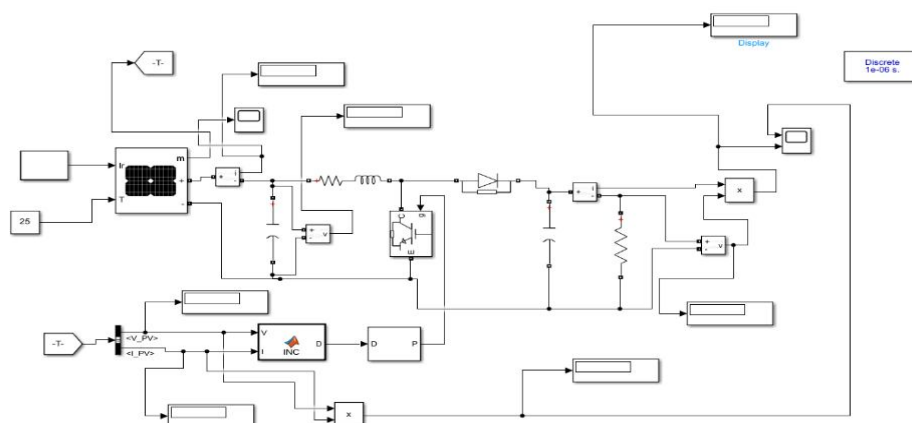 Display
Discrete
1e-06 s.
-T-
Ir
m
+
T
-
25
+
i
-
+
-
v
C
g
E
+
i
-
×
+
-
v
-T-
<V_PV>
<I_PV>
V
I
INC
D
D
P
×